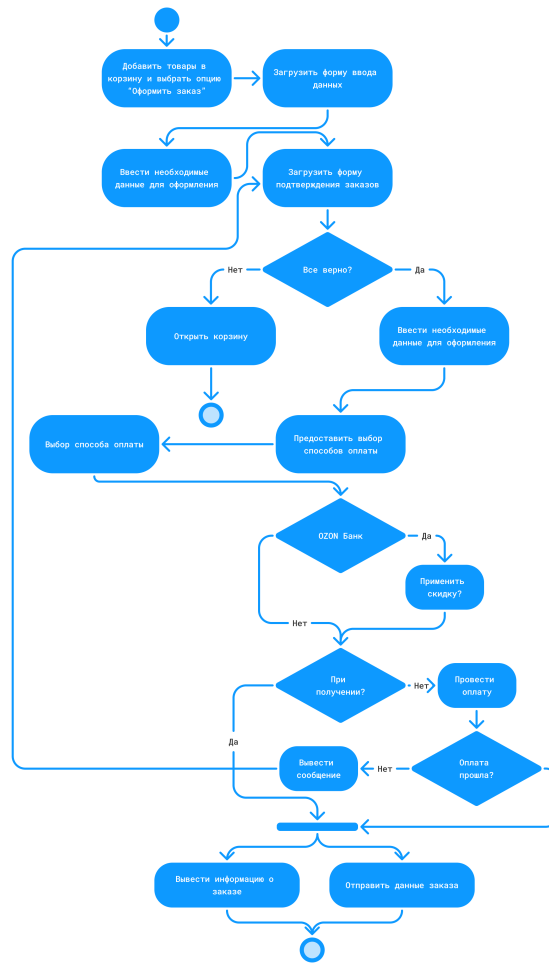 Добавить товары в
корзину и выбрать опцию
"Оформить заказ"
Загрузить форму ввода
данных
Ввести необходимые
данные для оформления
Загрузить форму
подтверждения заказов
Все верно?
Нет
Да
Открыть корзину
Ввести необходимые
данные для оформления
Выбор способа оплаты
Предоставить выбор
способов оплаты
OZON Банк
Да
Применить
скидку?
Нет
При
получении?
Нет
Провести
оплату
Да
Вывести
сообщение
Нет
Оплата
прошла?
Вывести информацию о
заказе
Отправить данные заказа